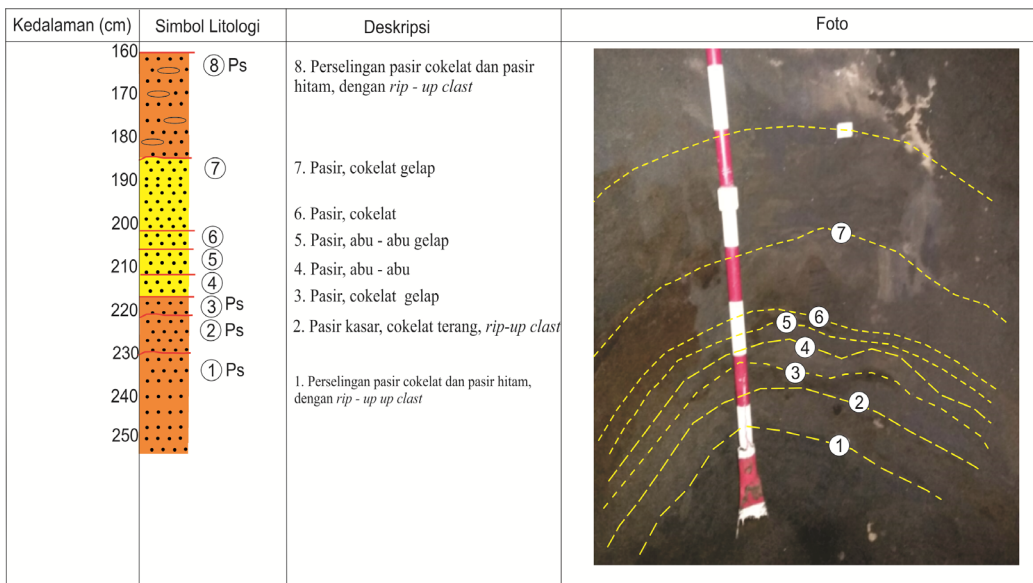 Kedalaman (cm)
Simbol Litologi
Deskripsi
Foto
160
170
180
190
200
210
220
230
240
250
8 Ps
7
6
5
4
3 Ps
2 Ps
1 Ps
8. Perselingan pasir cokelat dan pasir
hitam, dengan rip - up clast
7. Pasir, cokelat gelap
6. Pasir, cokelat
5. Pasir, abu - abu gelap
4. Pasir, abu - abu
3. Pasir, cokelat gelap
2. Pasir kasar, cokelat terang, rip-up clast
1. Perselingan pasir cokelat dan pasir hitam,
dengan rip - up up clast
7
6
5
4
3
2
1